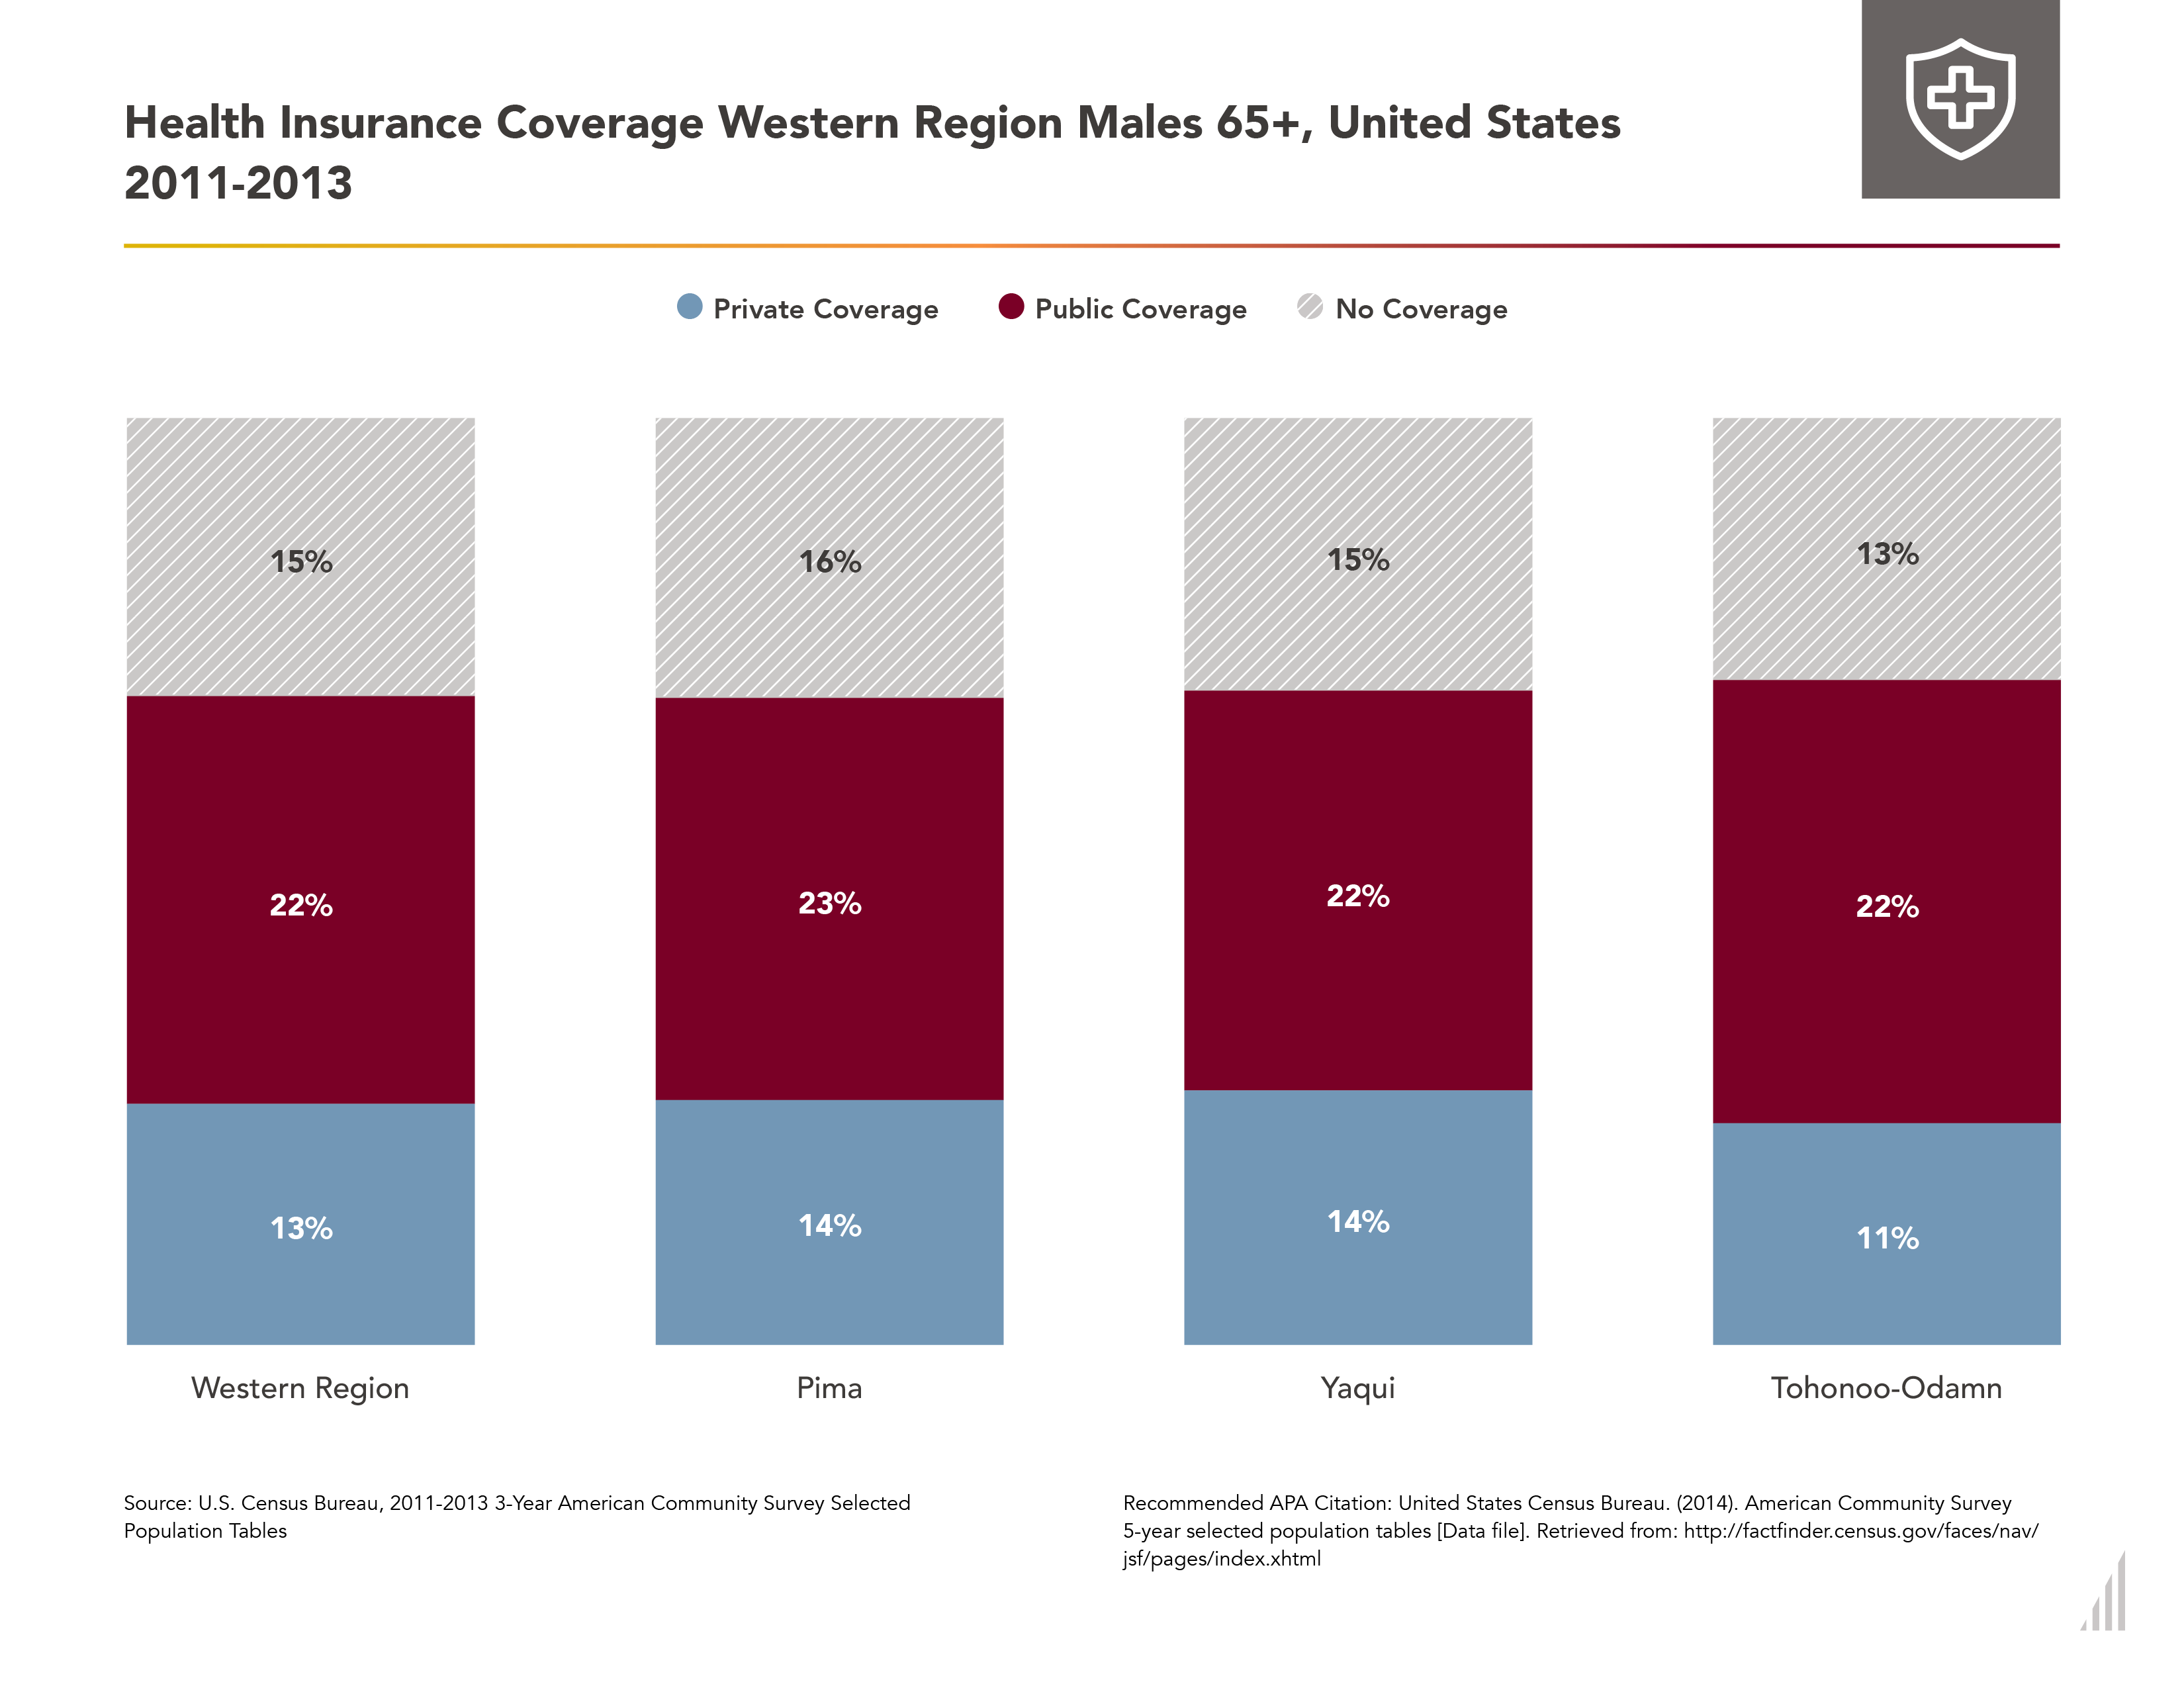 Health Insurance Coverage Western Region Males 65+, United States
2011-2013
Private Coverage Public Coverage No Coverage
15% 16% 15% 13%
22% 23% 22% 22%
13% 14% 14% 11%
Western Region Pima Yaqui Tohonoo-Odamn
Source: U.S. Census Bureau, 2011-2013 3-Year American Community Survey Selected
Population Tables
Recommended APA Citation: United States Census Bureau. (2014). American Community Survey
5-year selected population tables [Data file]. Retrieved from: http://factfinder.census.gov/faces/nav/
jsf/pages/index.xhtml